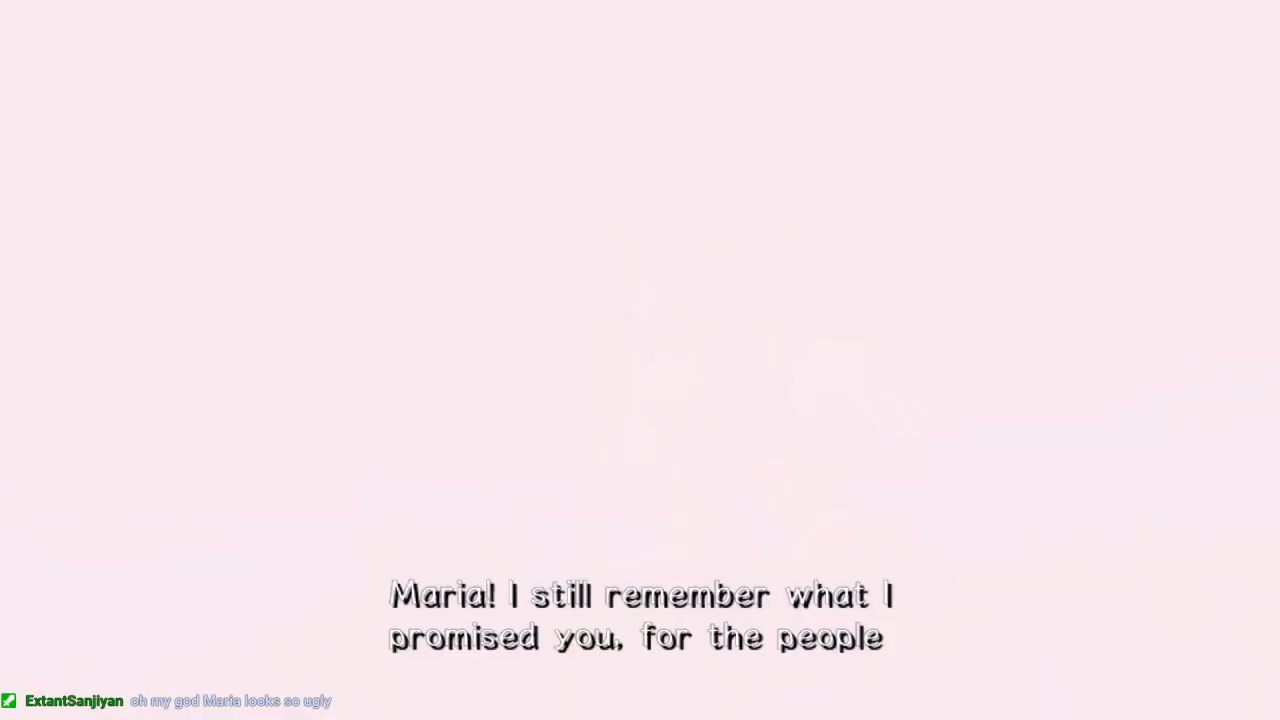 Maria! I still remember what I
promised you, for the people
ExtantSanjiyan oh my god Maria looks so ugly